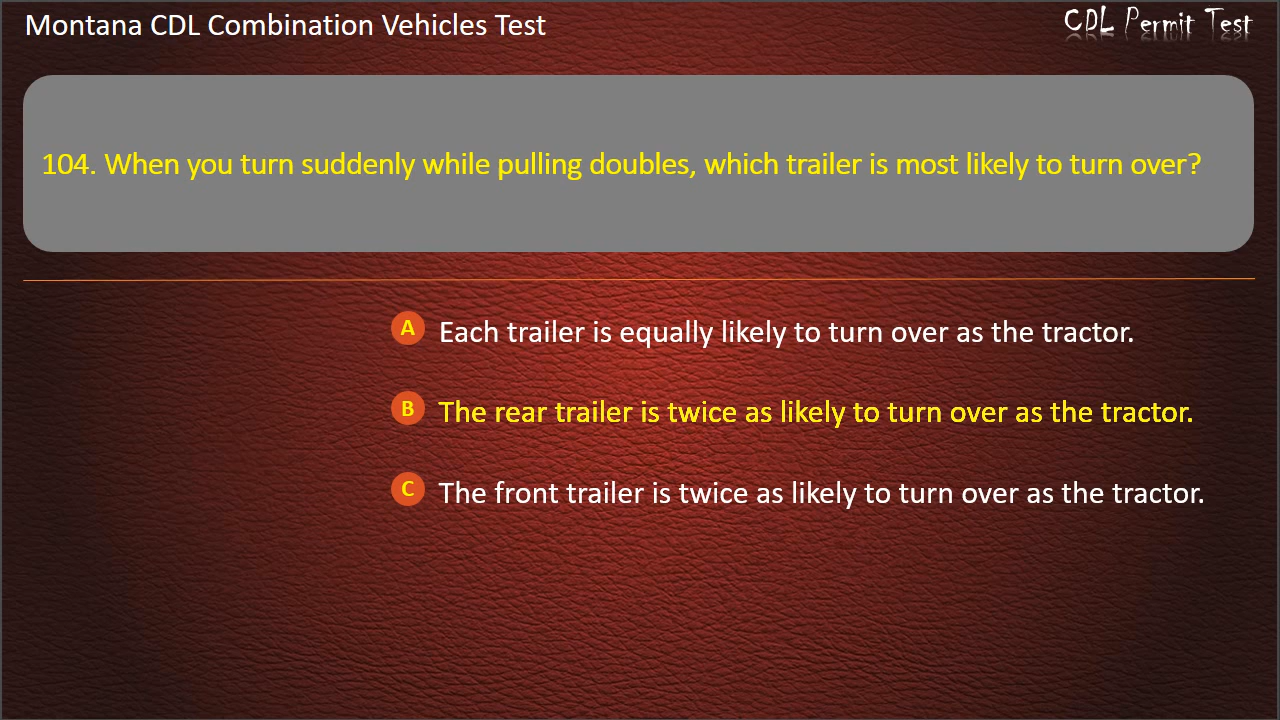 Montana CDL Combination Vehicles Test
CDL Permit Test
104. When you turn suddenly while pulling doubles, which trailer is most likely to turn over?
A Each trailer is equally likely to turn over as the tractor.
B The rear trailer is twice as likely to turn over as the tractor.
C The front trailer is twice as likely to turn over as the tractor.